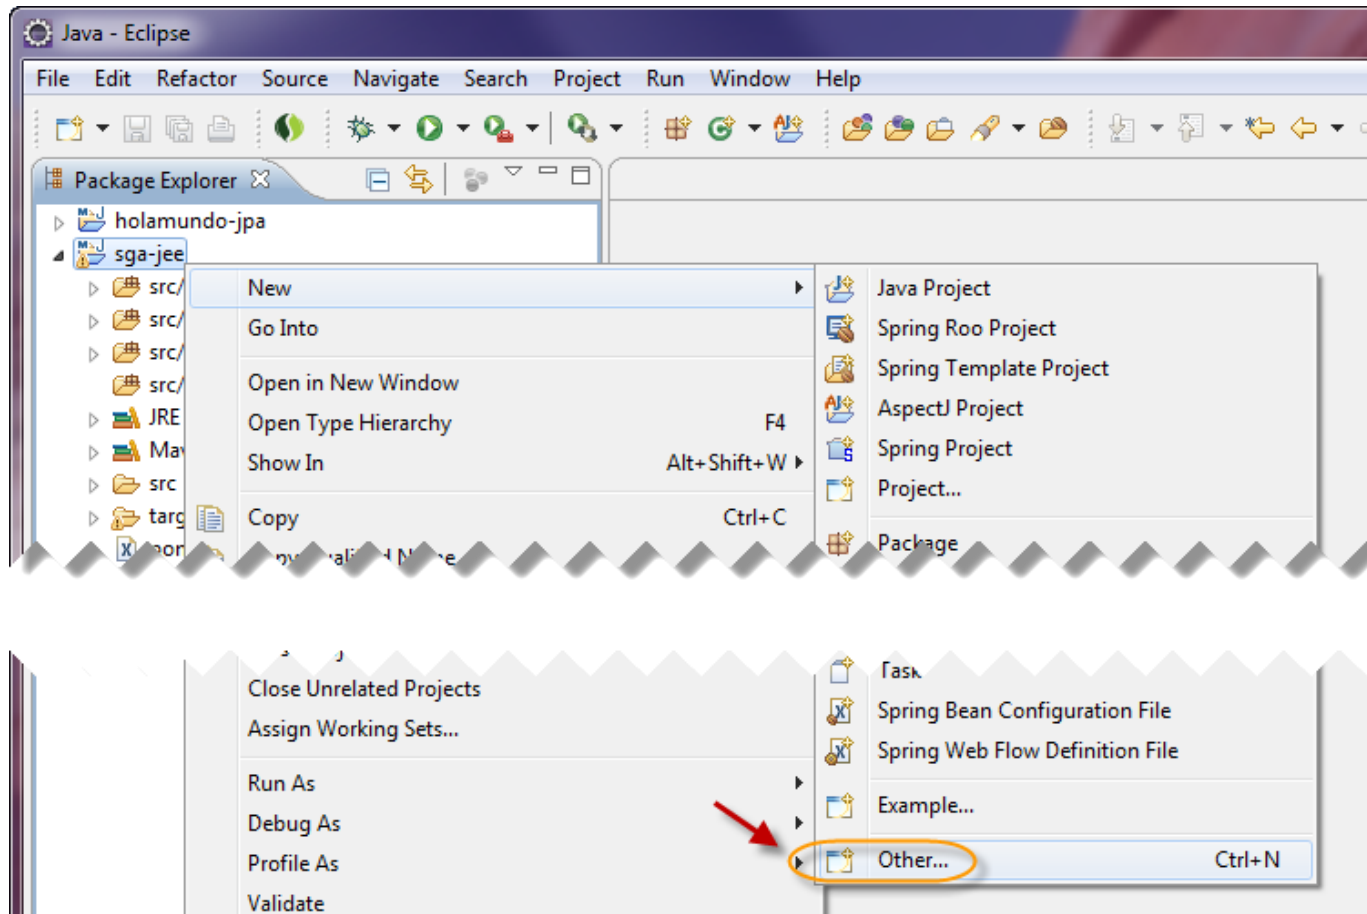 Java - Eclipse
File Edit Refactor Source Navigate Search Project Run Window Help
Package Explorer
holamundo-jpa
sga-jee
src/
src/
src/
src/
JRE
src
New
Go Into
Open in New Window
Open Type Hierarchy F4
Show In Alt+Shift+W
Copy Ctrl+C
Java Project
Spring Roo Project
Spring Template Project
AspectJ Project
Spring Project
Project...
Package
Close Unrelated Projects
Assign Working Sets...
Run As
Debug As
Profile As
Validate
Task
Spring Bean Configuration File
Spring Web Flow Definition File
Example...
Other... Ctrl+N